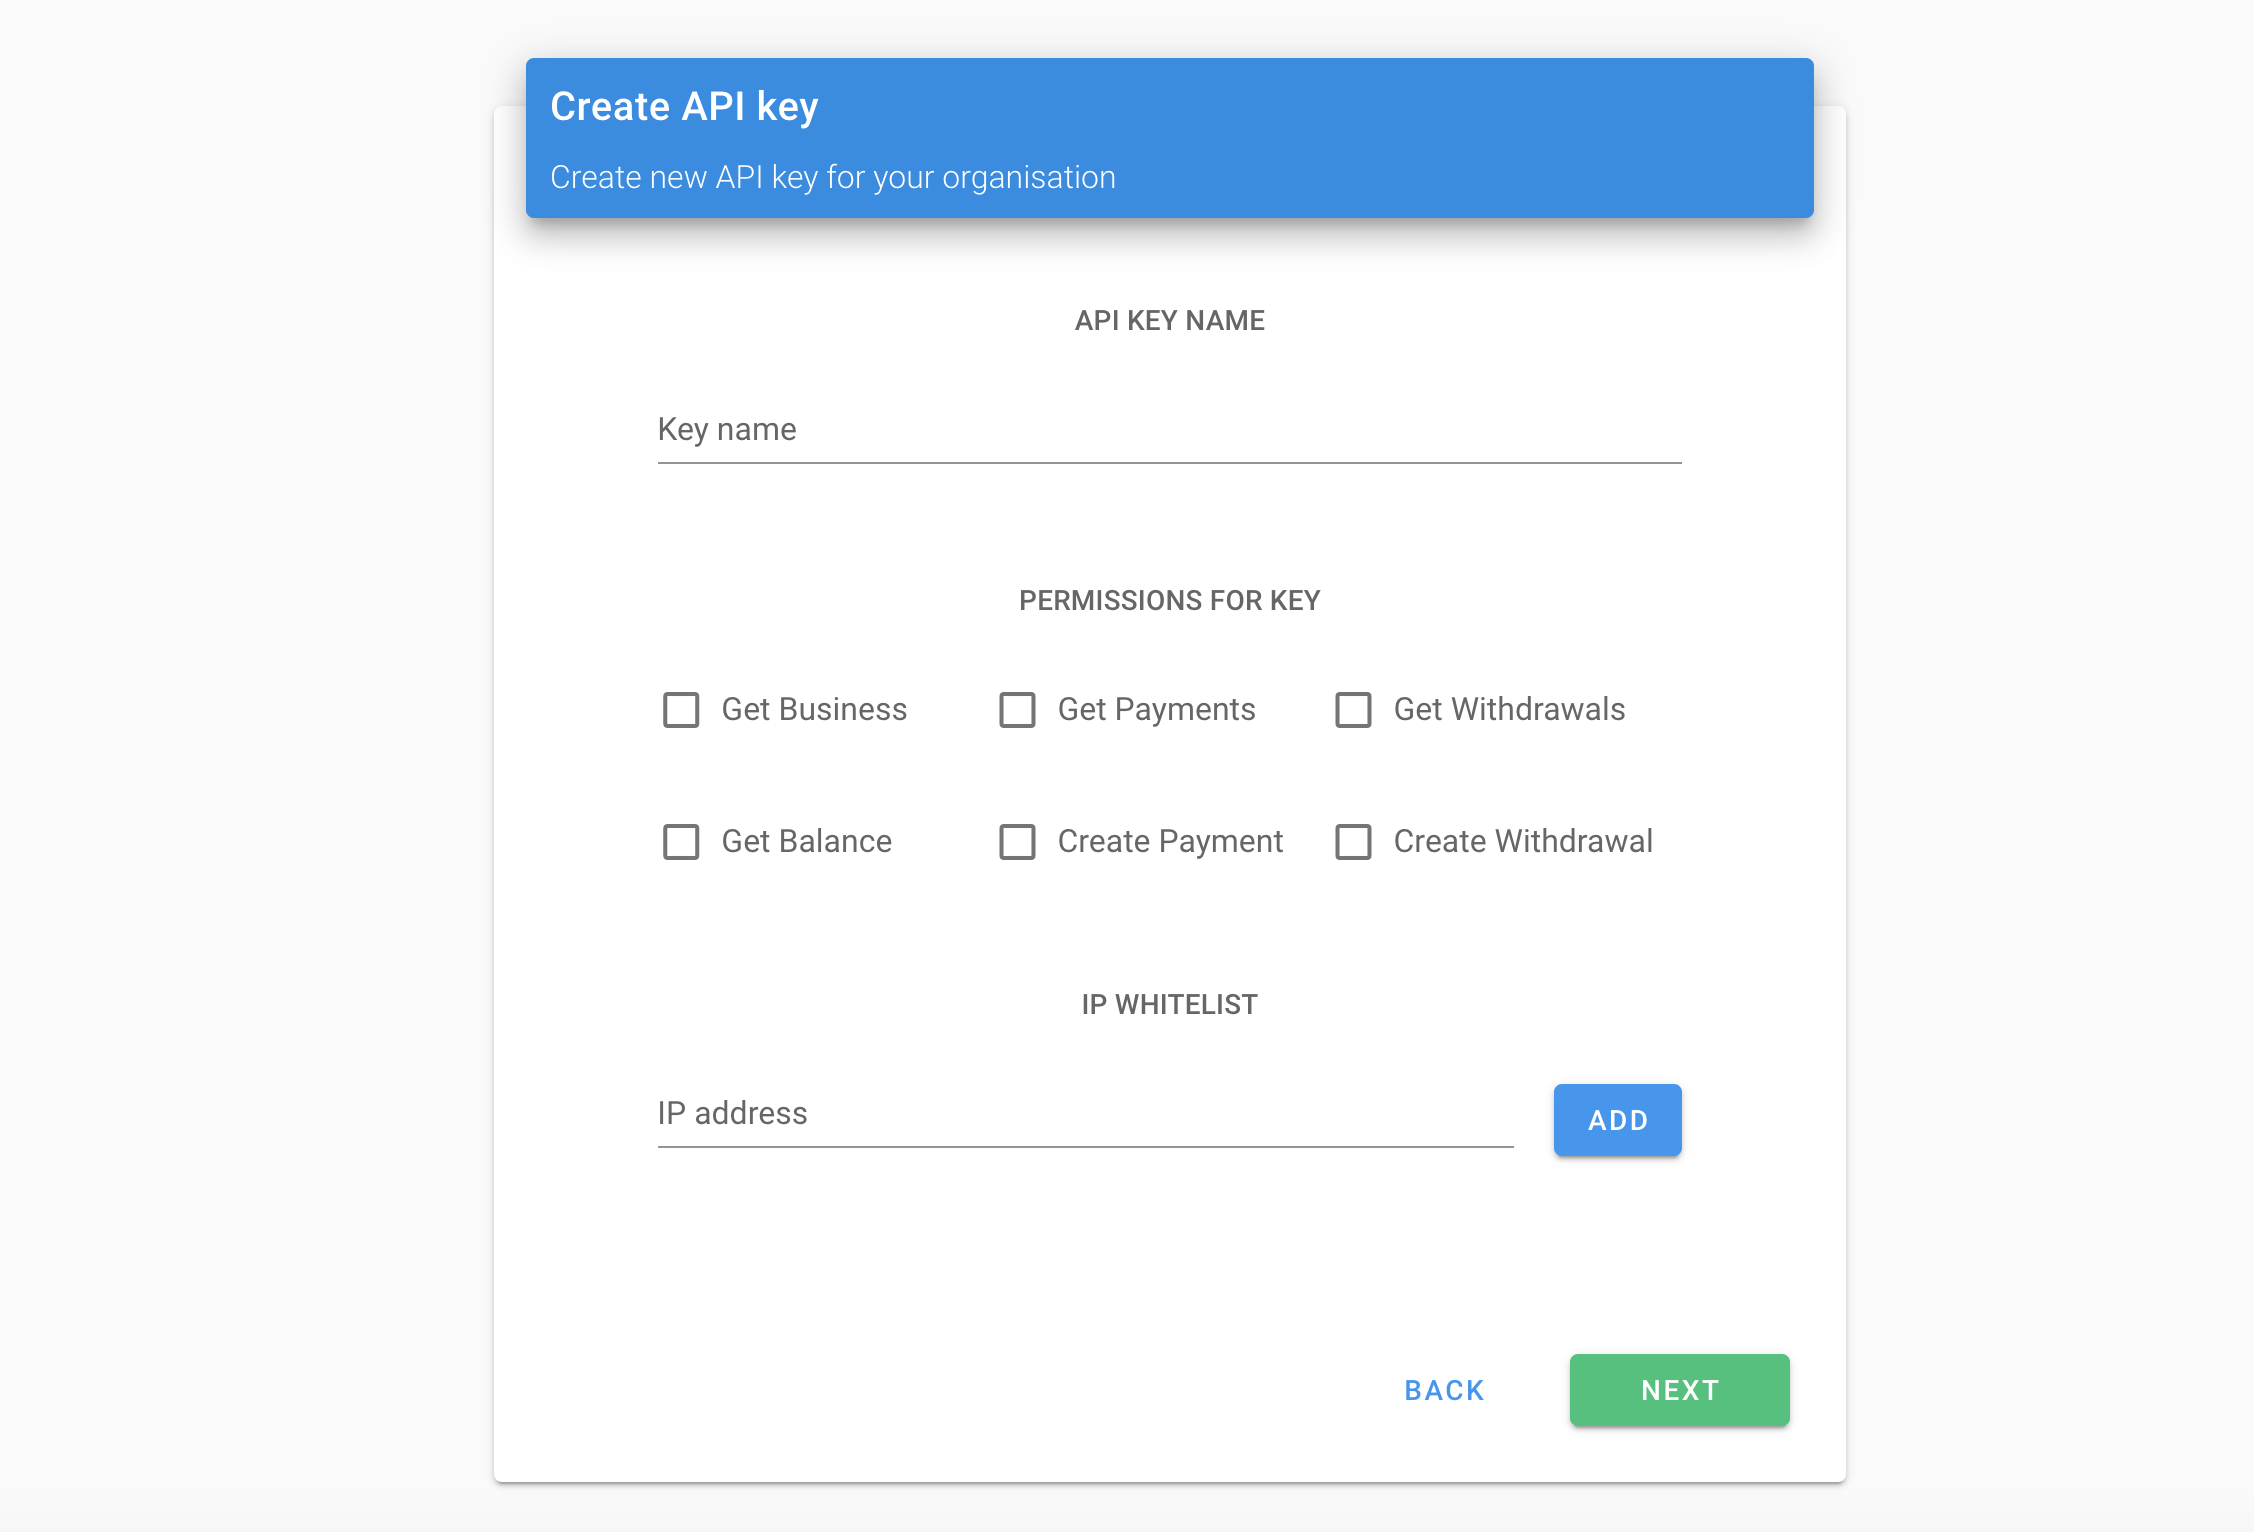 Create API key
Create new API key for your organisation
API KEY NAME
Key name
PERMISSIONS FOR KEY
Get Business Get Payments Get Withdrawals
Get Balance Create Payment Create Withdrawal
IP WHITELIST
IP address ADD
BACK NEXT